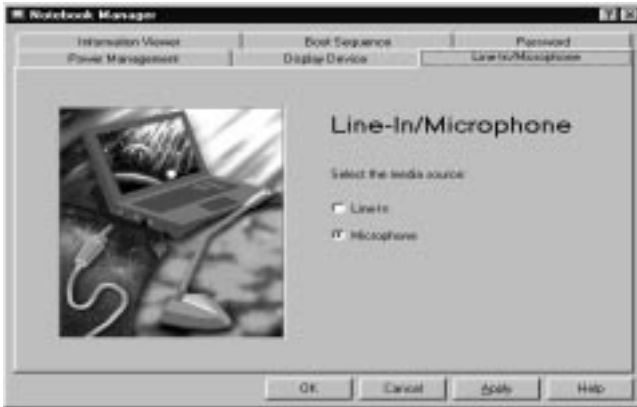 Notebook Manager
Information Viewer Boot Sequence Password
Power Management Display Device Line-In/Microphone
Line-In/Microphone
Select the media source:
Line-In
Microphone
OK Cancel Apply Help